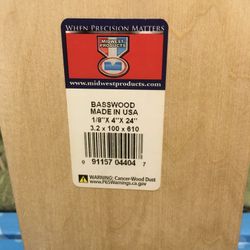 WHEN PRECISION MATTERS
MIDWEST
PRODUCTS
M
www.midwestproducts.com
BASSWOOD
MADE IN USA
1/8"X 4"X 24"
3.2 x 100 x 610
9 91157 04404 7
WARNING: Cancer-Wood Dust
www.P65Warnings.ca.gov